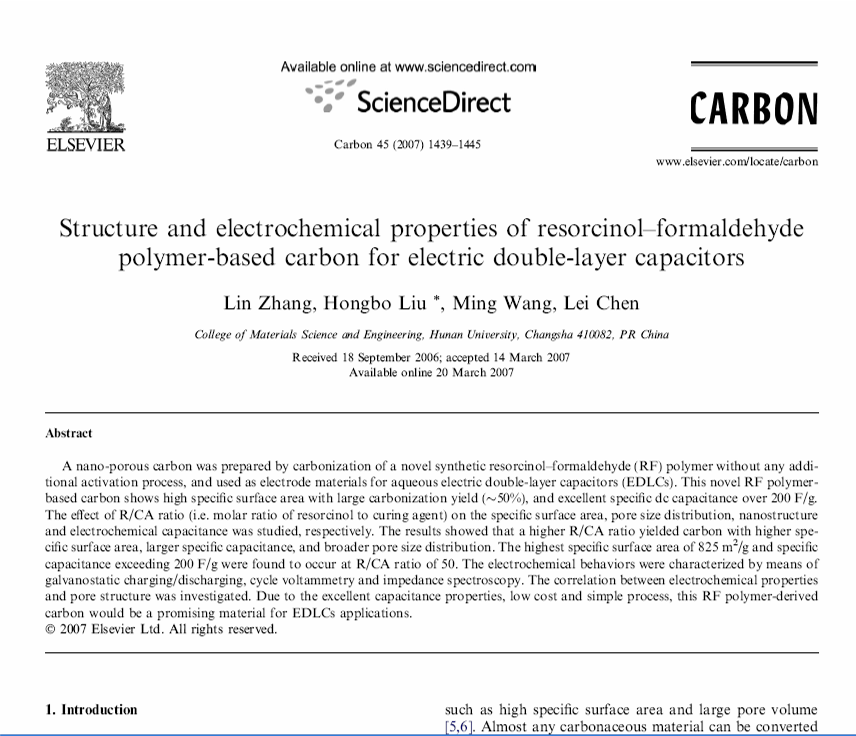 Available online at www.sciencedirect.com
ScienceDirect
ELSEVIER
Carbon 45 (2007) 1439–1445
CARBON
www.elsevier.com/locate/carbon
Structure and electrochemical properties of resorcinol–formaldehyde
polymer-based carbon for electric double-layer capacitors
Lin Zhang, Hongbo Liu *, Ming Wang, Lei Chen
College of Materials Science and Engineering, Hunan University, Changsha 410082, PR China
Received 18 September 2006; accepted 14 March 2007
Available online 20 March 2007
Abstract
A nano-porous carbon was prepared by carbonization of a novel synthetic resorcinol–formaldehyde (RF) polymer without any addi-
tional activation process, and used as electrode materials for aqueous electric double-layer capacitors (EDLCs). This novel RF polymer-
based carbon shows high specific surface area with large carbonization yield (~50%), and excellent specific dc capacitance over 200 F/g.
The effect of R/CA ratio (i.e. molar ratio of resorcinol to curing agent) on the specific surface area, pore size distribution, nanostructure
and electrochemical capacitance was studied, respectively. The results showed that a higher R/CA ratio yielded carbon with higher spe-
cific surface area, larger specific capacitance, and broader pore size distribution. The highest specific surface area of 825 m²/g and specific
capacitance exceeding 200 F/g were found to occur at R/CA ratio of 50. The electrochemical behaviors were characterized by means of
galvanostatic charging/discharging, cycle voltammetry and impedance spectroscopy. The correlation between electrochemical properties
and pore structure was investigated. Due to the excellent capacitance properties, low cost and simple process, this RF polymer-derived
carbon would be a promising material for EDLCs applications.
© 2007 Elsevier Ltd. All rights reserved.
1. Introduction
such as high specific surface area and large pore volume
[5,6]. Almost any carbonaceous material can be converted